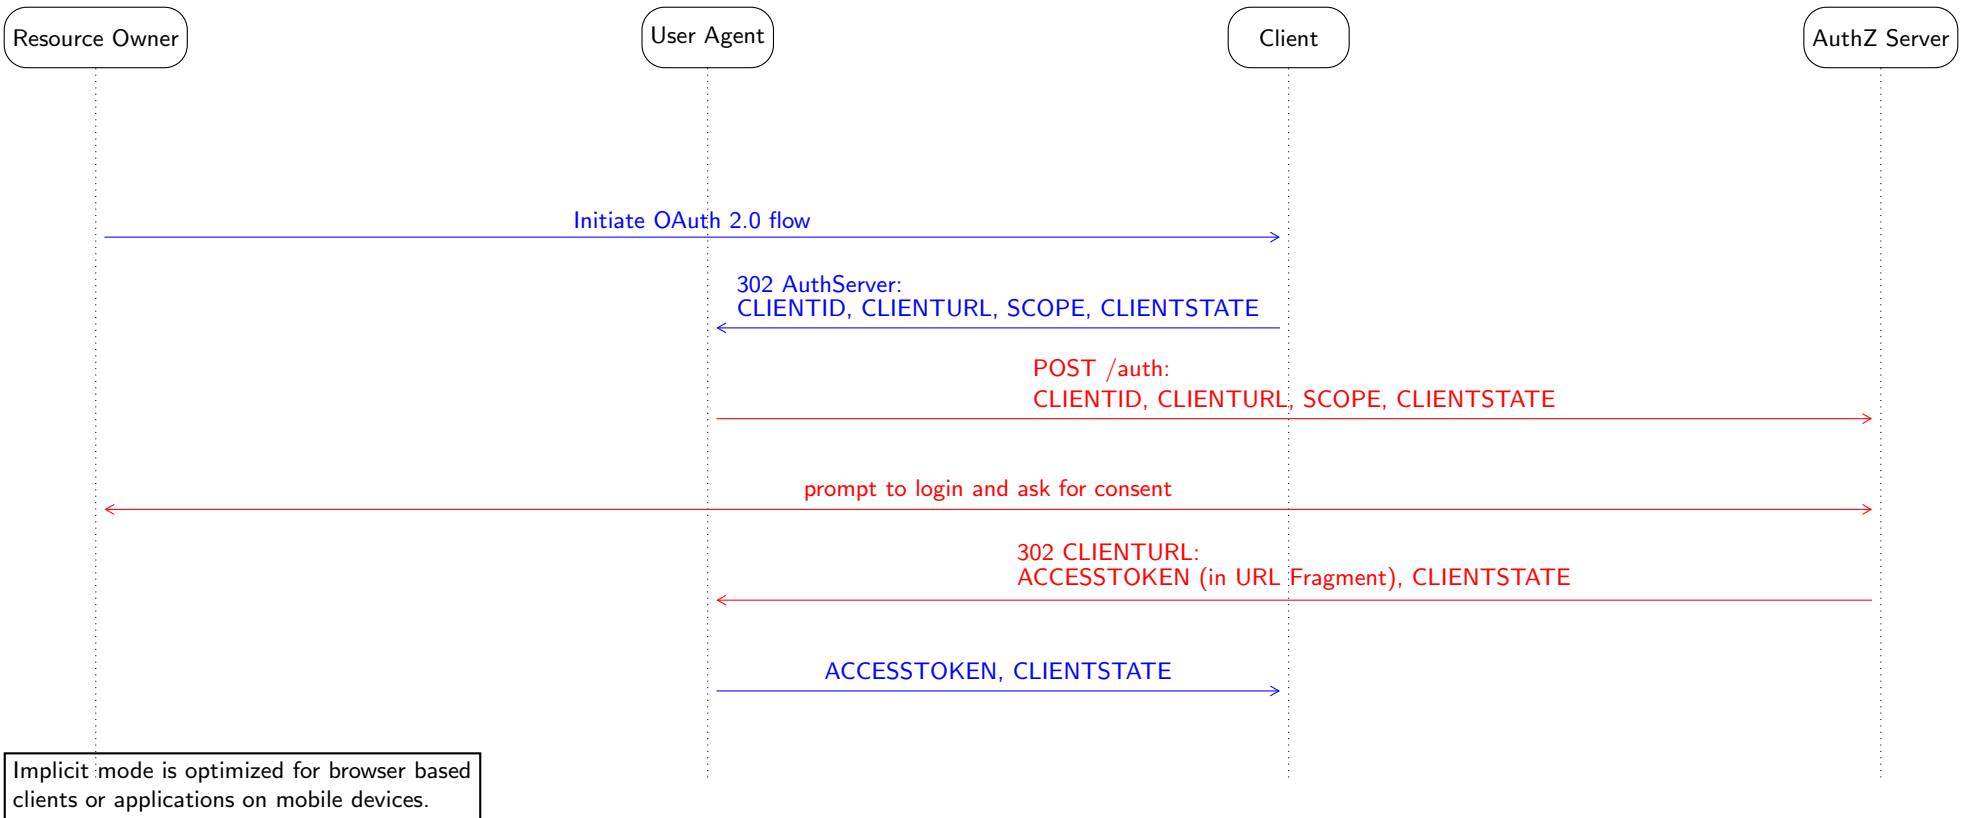 Resource Owner
User Agent
Client
AuthZ Server
Initiate OAuth 2.0 flow
302 AuthServer:
CLIENTID, CLIENTURL, SCOPE, CLIENTSTATE
POST /auth:
CLIENTID, CLIENTURL, SCOPE, CLIENTSTATE
prompt to login and ask for consent
302 CLIENTURL:
ACCESSTOKEN (in URL Fragment), CLIENTSTATE
ACCESSTOKEN, CLIENTSTATE
Implicit mode is optimized for browser based
clients or applications on mobile devices.